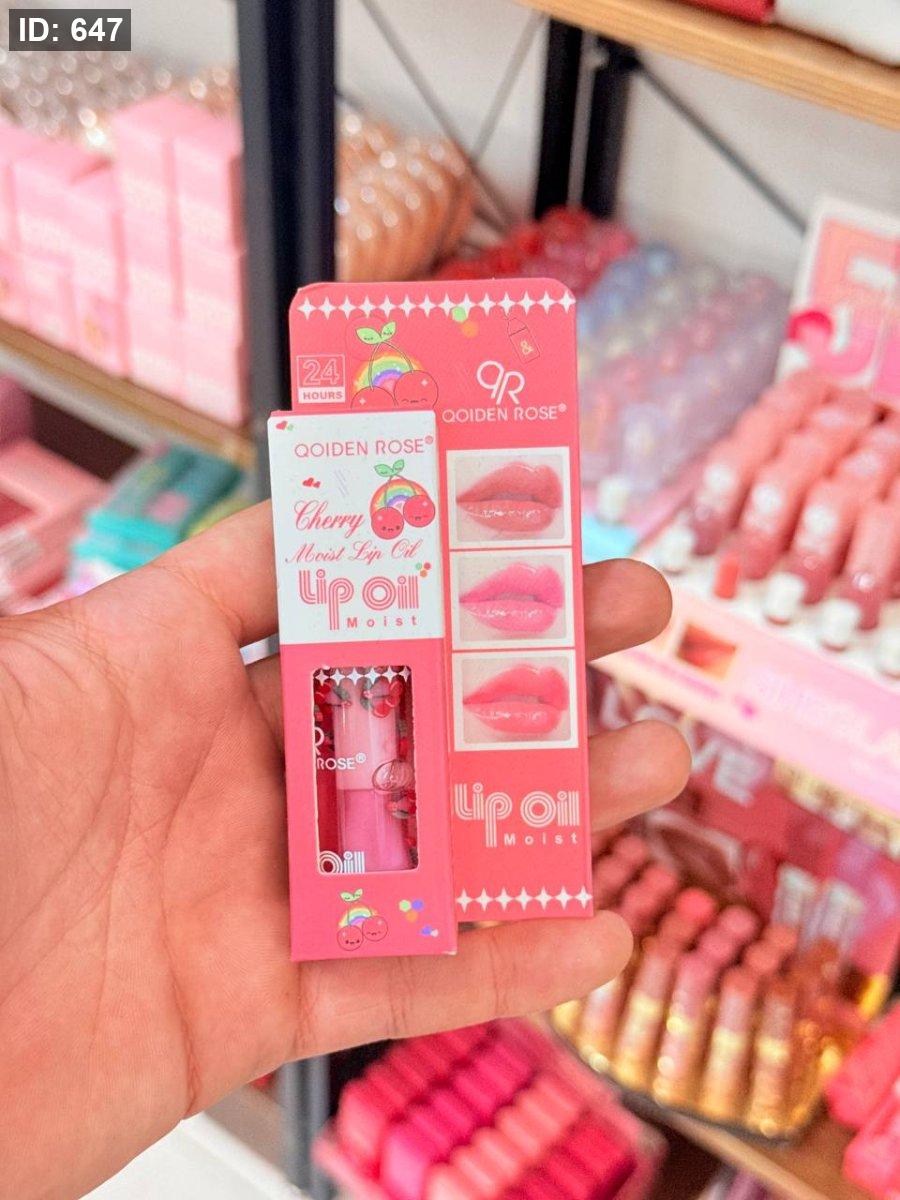 ID: 647
24
HOURS
&
QR
QOIDEN ROSE®
QOIDEN ROSE®
Cherry
Moist Lip Oil
Lip Oil
Moist
ROSE®
Oil
Lip Oil
Moist